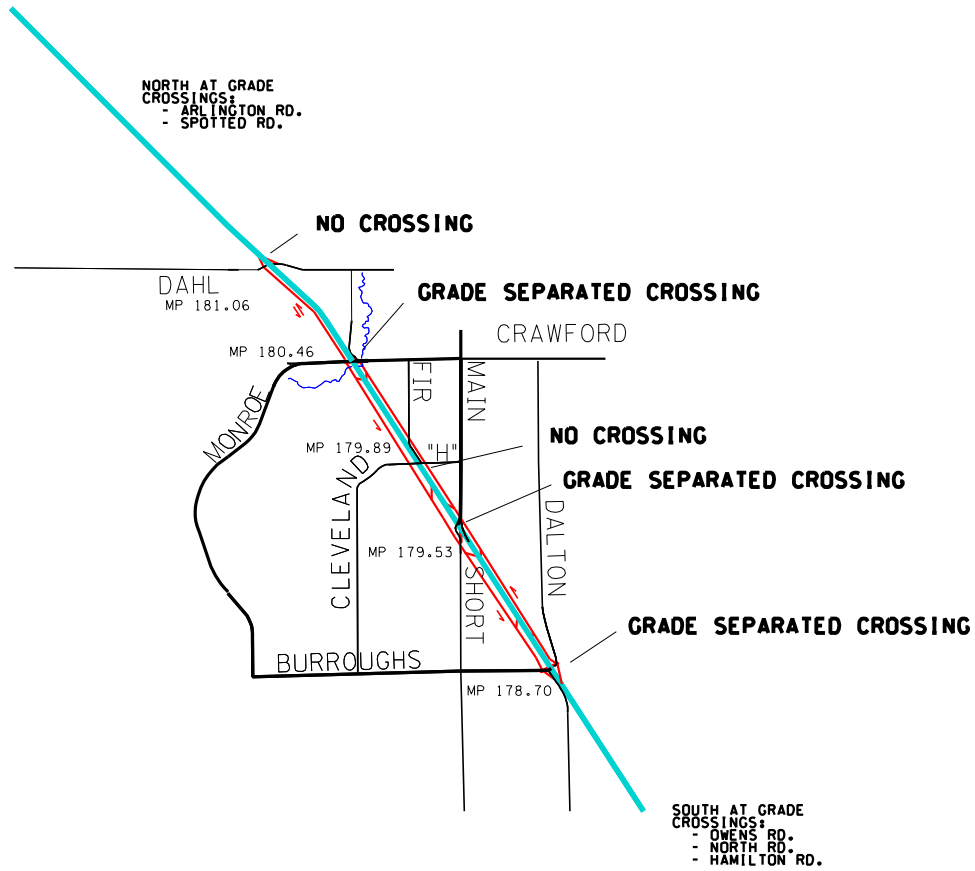 NORTH AT GRADE
CROSSINGS:
- ARLINGTON RD.
- SPOTTED RD.
NO CROSSING
DAHL
MP 181.06
GRADE SEPARATED CROSSING
CRAWFORD
MP 180.46
FIR
MAIN
MONROE
NO CROSSING
MP 179.89
"H"
CLEVELAND
GRADE SEPARATED CROSSING
DALTON
MP 179.53
SHORT
GRADE SEPARATED CROSSING
BURROUGHS
MP 178.70
SOUTH AT GRADE
CROSSINGS:
- OWENS RD.
- NORTH RD.
- HAMILTON RD.